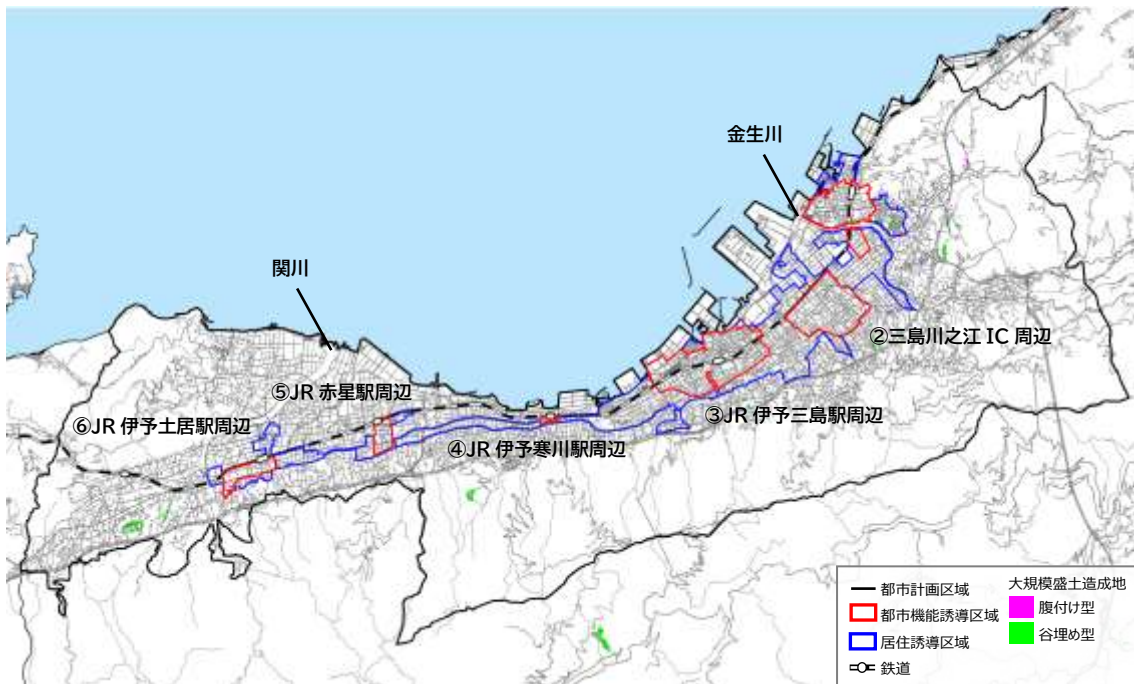 金生川
関川
②三島川之江 IC 周辺
⑤JR 赤星駅周辺
③JR 伊予三島駅周辺
⑥JR 伊予土居駅周辺
④JR 伊予寒川駅周辺
都市計画区域
都市機能誘導区域
居住誘導区域
鉄道
大規模盛土造成地
腹付け型
谷埋め型